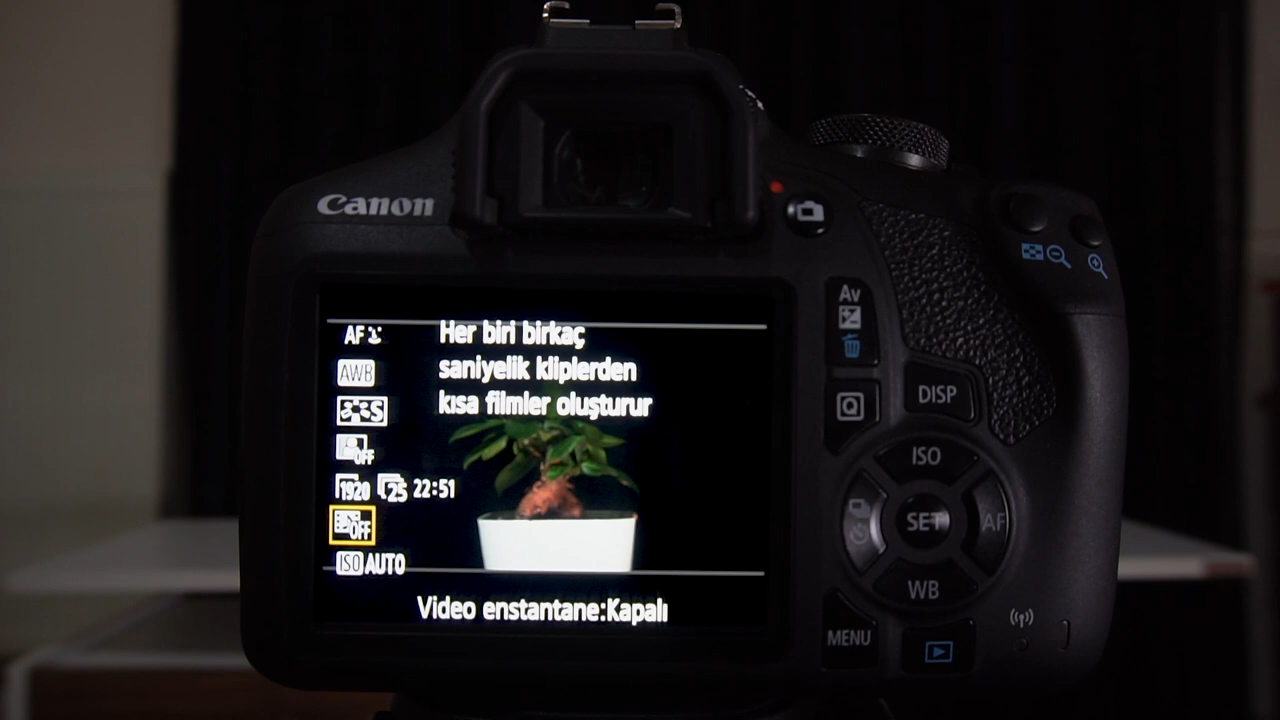 Canon
Av
AF
Her biri birkaç
AWB
saniyelik kliplerden
S
kısa filmler oluşturur
OFF
1920 25 22:51
OFF
ISO AUTO
Video enstantane:Kapalı
Q
DISP
ISO
SET
AF
WB
MENU